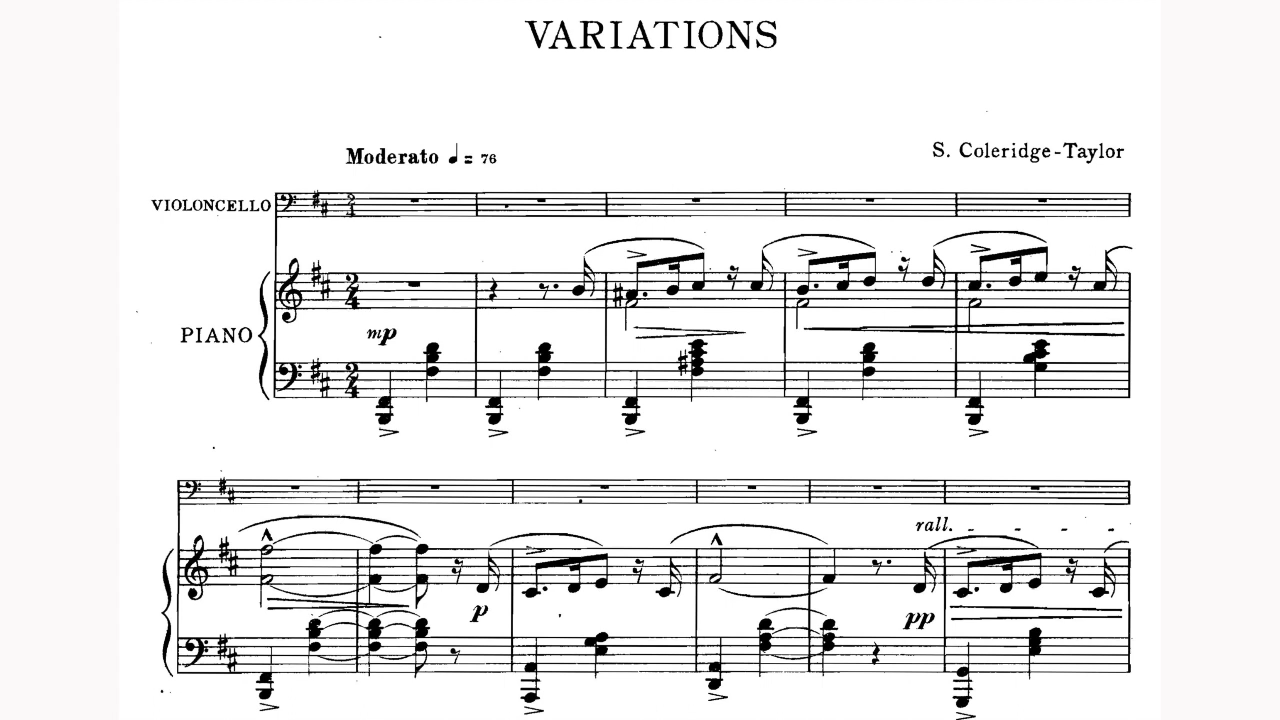 VARIATIONS
Moderato ♩= 76
S. Coleridge-Taylor
VIOLONCELLO
PIANO
mp
rall.
p
pp